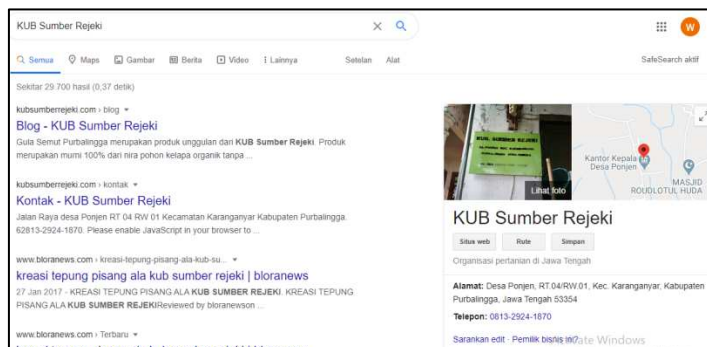 KUB Sumber Rejeki
W
Semua Maps Gambar Berita Video Lainnya Setelan Alat SafeSearch aktif
Sekitar 29.700 hasil (0,37 detik)
kubsumberrejeki.com › blog
Blog - KUB Sumber Rejeki
Gula Semut Purbalingga merupakan produk unggulan dari KUB Sumber Rejeki. Produk
merupakan murni 100% dari nira pohon kelapa organik tanpa ...
kubsumberrejeki.com › kontak
Kontak - KUB Sumber Rejeki
Jalan Raya desa Ponjen RT 04 RW 01 Kecamatan Karanganyar Kabupaten Purbalingga.
62813-2924-1870. Please enable JavaScript in your browser to ...
www.bloranews.com › kreasi-tepung-pisang-ala-kub-su...
kreasi tepung pisang ala kub sumber rejeki | bloranews
27 Jan 2017 - KREASI TEPUNG PISANG ALA KUB SUMBER REJEKI. KREASI TEPUNG
PISANG ALA KUB SUMBER REJEKIReviewed by bloranewson ...
www.bloranews.com › Terbaru
KUB. SUMBER REJEKI
Lihat foto
Kantor Kepala
Desa Ponjen
MASJID
ROUDLOTUL HUDA
KUB Sumber Rejeki
Situs web Rute Simpan
Organisasi pertanian di Jawa Tengah
Alamat: Desa Ponjen, RT.04/RW.01, Kec. Karanganyar, Kabupaten
Purbalingga, Jawa Tengah 53354
Telepon: 0813-2924-1870
Sarankan edit · Pemilik bisnis ini?
Windows